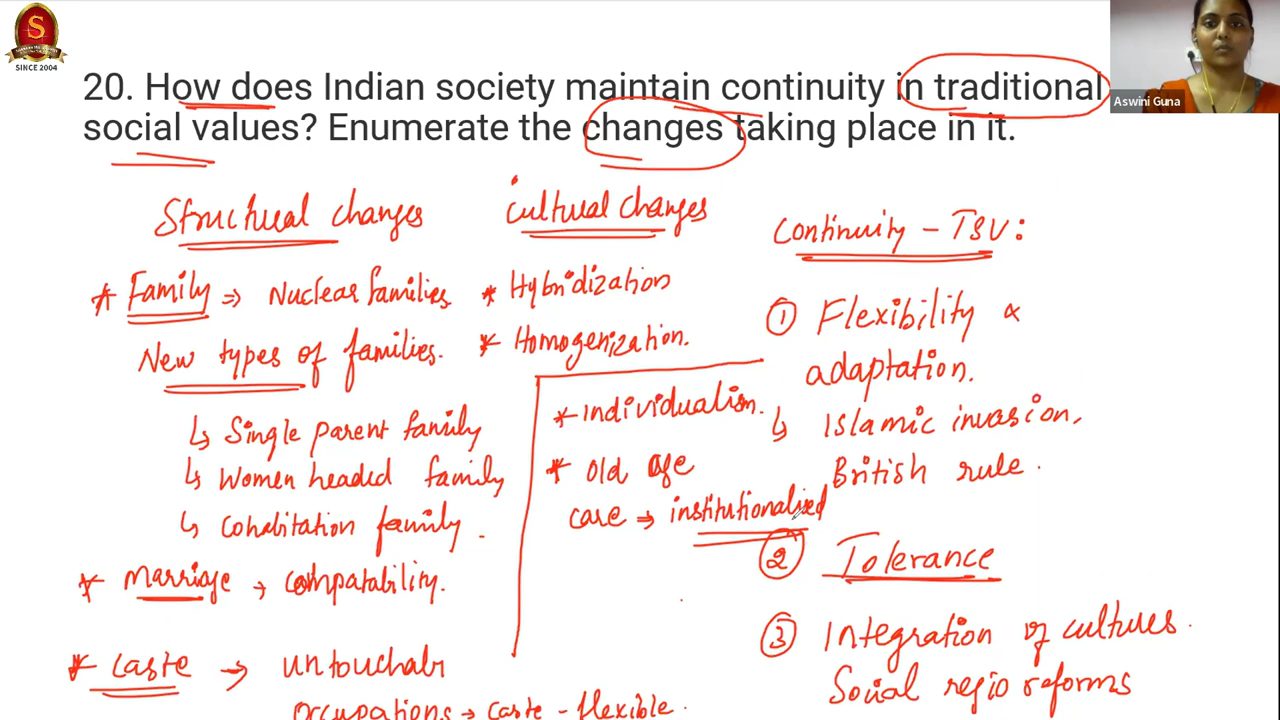 S
SINCE 2004
Aswini Guna
20. How does Indian society maintain continuity in traditional
social values? Enumerate the changes taking place in it.
Structural changes
* Family ⇒ Nuclear families
New types of families.
↳ Single parent family
↳ Women headed family
↳ Cohabitation family.
* Marriage → compatability.
* Caste → untouchabi
Occupations → caste - flexible.
Cultural changes
* Hybridization
* Homogenization.
* Individualism.
* Old age
care ⇒ institutionalized
Continuity - TSV:
① Flexibility &
adaptation.
↳ Islamic invasion,
British rule.
② Tolerance
③ Integration of cultures.
Social regio reforms